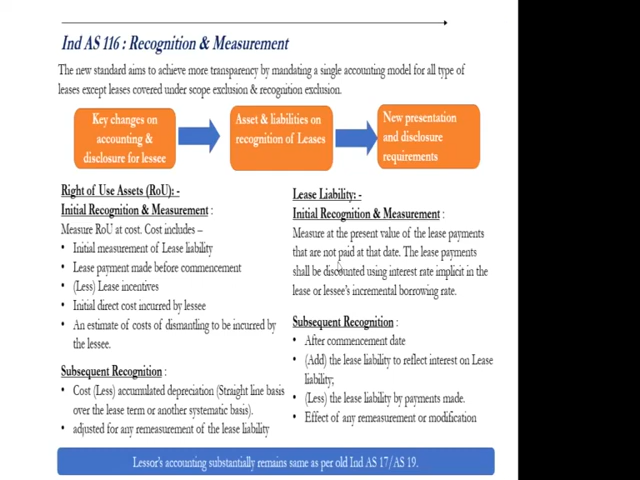 Ind AS 116 : Recognition & Measurement
The new standard aims to achieve more transparency by mandating a single accounting model for all type of
leases except leases covered under scope exclusion & recognition exclusion.
Key changes on
accounting &
disclosure for lessee
Asset & liabilities on
recognition of Leases
New presentation
and disclosure
requirements
Right of Use Assets (RoU): -
Initial Recognition & Measurement :
Measure RoU at cost. Cost includes –
• Initial measurement of Lease liability
• Lease payment made before commencement
• (Less) Lease incentives
• Initial direct cost incurred by lessee
• An estimate of costs of dismantling to be incurred by
the lessee.
Subsequent Recognition :
• Cost (Less) accumulated depreciation (Straight line basis
over the lease term or another systematic basis).
• adjusted for any remeasurement of the lease liability
Lease Liability: -
Initial Recognition & Measurement :
Measure at the present value of the lease payments
that are not paid at that date. The lease payments
shall be discounted using interest rate implicit in the
lease or lessee's incremental borrowing rate.
Subsequent Recognition :
• After commencement date
• (Add) the lease liability to reflect interest on Lease
liability;
• (Less) the lease liability by payments made.
• Effect of any remeasurement or modification
Lessor's accounting substantially remains same as per old Ind AS 17/AS 19.